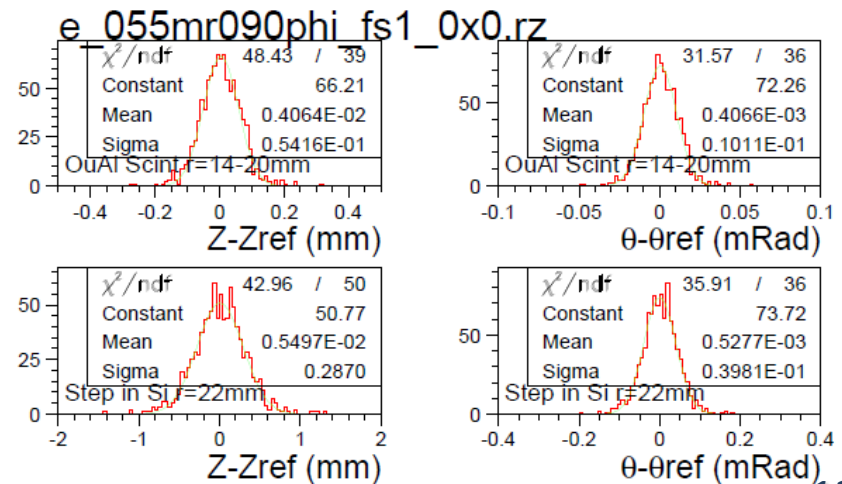 e_055mr090phi_fs1_0x0.rz
χ²/ndf 48.43 / 39
Constant 66.21
Mean 0.4064E-02
Sigma 0.5416E-01
OuAl Scint r=14-20mm
50
25
0
-0.4 -0.2 0 0.2 0.4
Z-Zref (mm)
χ²/ndf 31.57 / 36
Constant 72.26
Mean 0.4066E-03
Sigma 0.1011E-01
OuAl Scint r=14-20mm
50
0
-0.1 -0.05 0 0.05 0.1
θ-θref (mRad)
χ²/ndf 42.96 / 50
Constant 50.77
Mean 0.5497E-02
Sigma 0.2870
Step in Si r=22mm
50
25
0
-2 -1 0 1 2
Z-Zref (mm)
χ²/ndf 35.91 / 36
Constant 73.72
Mean 0.5277E-03
Sigma 0.3981E-01
Step in Si r=22mm
50
0
-0.4 -0.2 0 0.2 0.4
θ-θref (mRad)